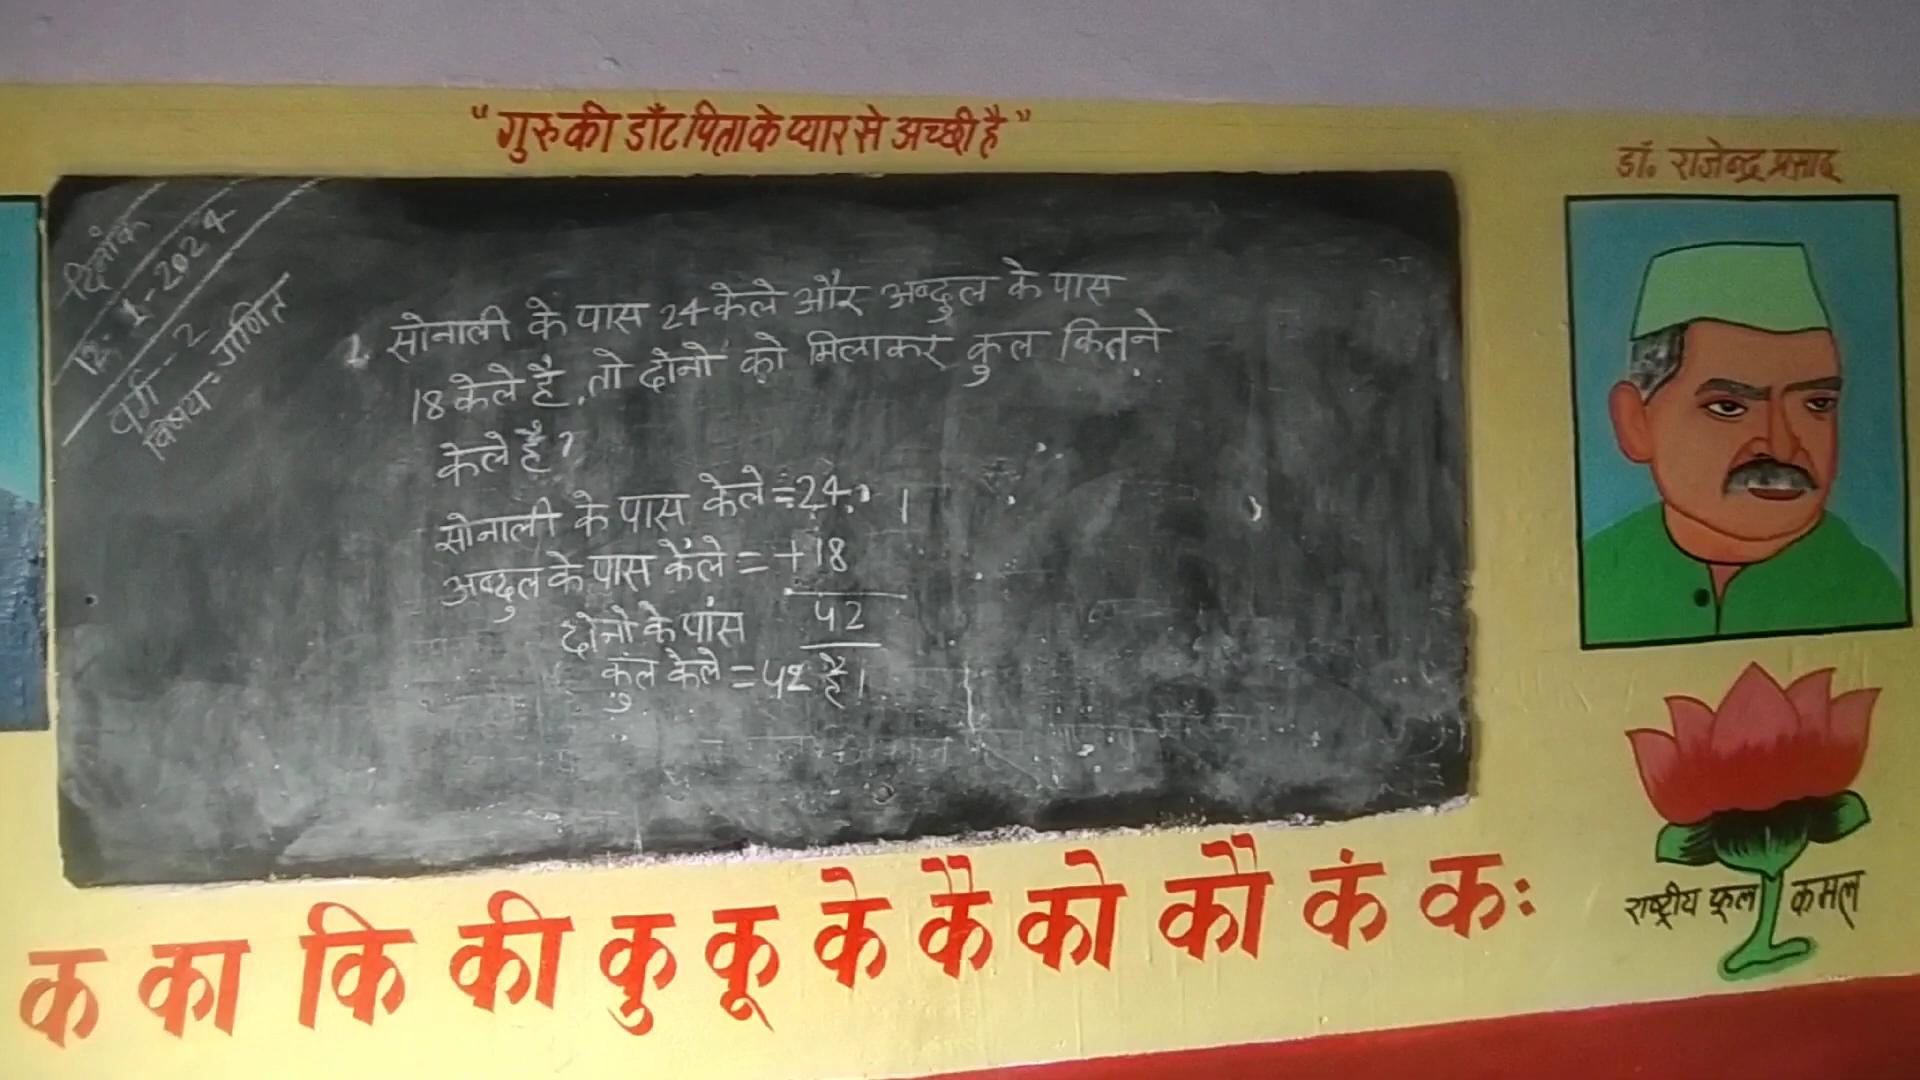 "गुरु की डाँट पिता के प्यार से अच्छी है"
डॉ. राजेन्द्र प्रसाद
दिनांक
12-1-2024
वर्ग-2
विषय-गणित
1. सोनाली के पास 24 केले और अब्दुल के पास
18 केले है, तो दोनों को मिलाकर कुल कितने
केले है?
सोनाली के पास केले = 24
अब्दुल के पास केले = +18
दोनो के पास 42
कुल केले = 42 है।
राष्ट्रीय फूल कमल
क का कि की कु कू के कै को कौ कं कः